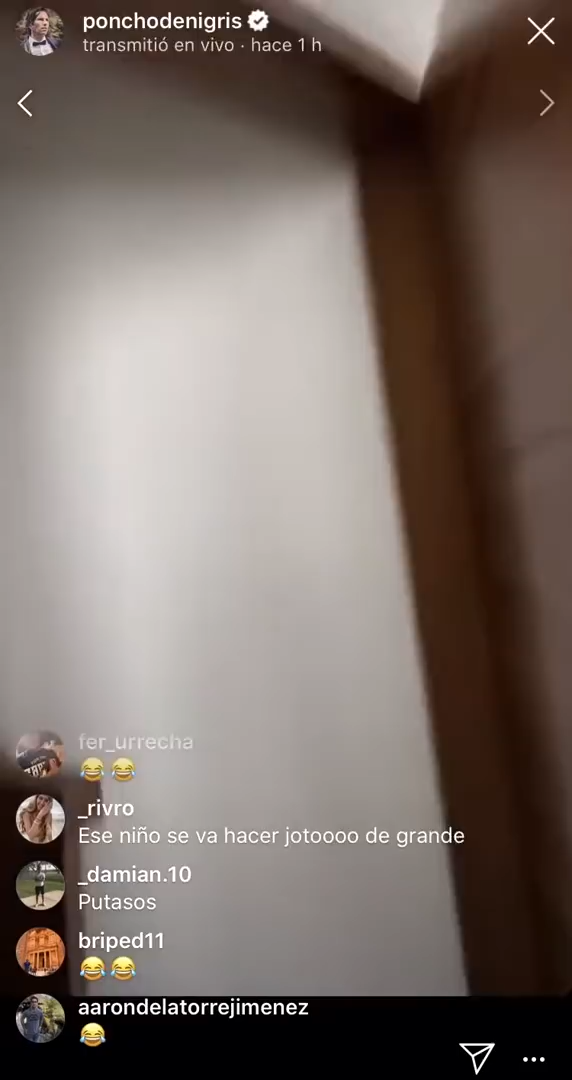 ponchodenigris
transmitió en vivo · hace 1 h
fer_urrecha
😂 😂
_rivro
Ese niño se va hacer jotoooo de grande
_damian.10
Putasos
briped11
😂 😂
aarondelatorrejimenez
😂